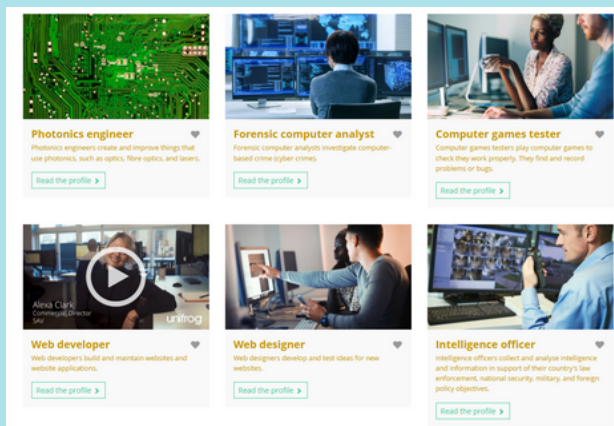 Photonics engineer
Photonics engineers create and improve things that
use photonics, such as optics, fibre optics, and lasers.
Read the profile >
Forensic computer analyst
Forensic computer analysts investigate computer-
based crime (cyber crimes).
Read the profile >
Computer games tester
Computer games testers play computer games to
check they work properly. They find and record
problems or bugs.
Read the profile >
Alexa Clark
Commercial Director
SAV
unifrog
Web developer
Web developers build and maintain websites and
website applications.
Read the profile >
Web designer
Web designers develop and test ideas for new
websites.
Read the profile >
Intelligence officer
Intelligence officers collect and analyse intelligence
and information in support of their country's law
enforcement, national security, military, and foreign
policy objectives.
Read the profile >